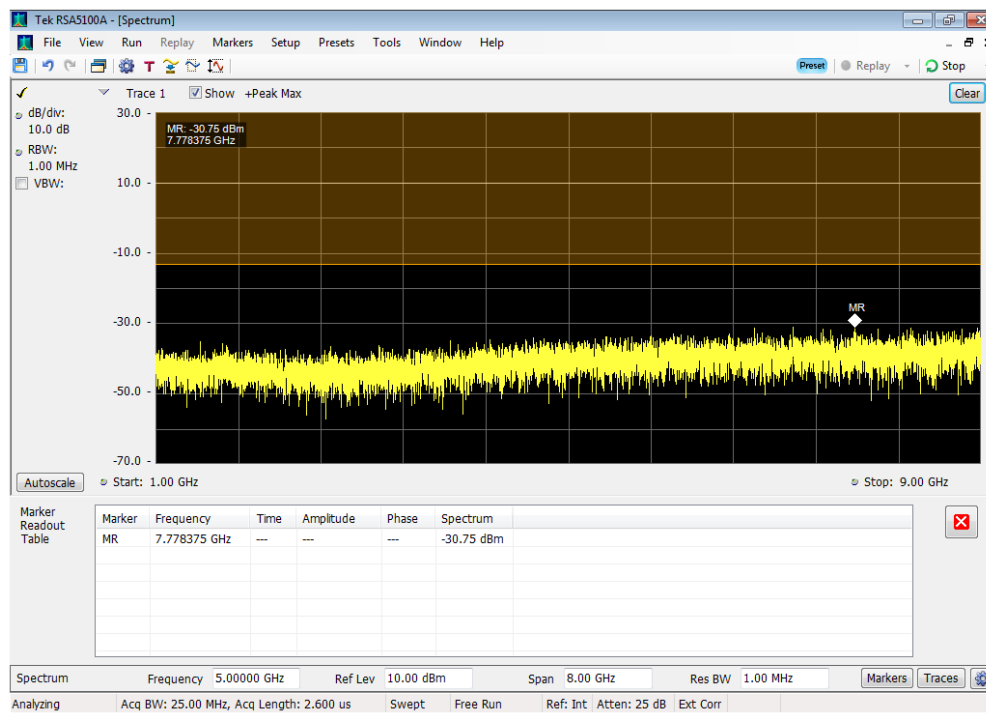 Tek RSA5100A - [Spectrum]
File View Run Replay Markers Setup Presets Tools Window Help
T Preset Replay Stop
Trace 1 Show +Peak Max Clear
dB/div:
10.0 dB
RBW:
1.00 MHz
VBW:
30.0 -
10.0 -
-10.0 -
-30.0 -
-50.0 -
-70.0 -
MR: -30.75 dBm
7.778375 GHz
MR
Autoscale Start: 1.00 GHz Stop: 9.00 GHz
Marker
Readout
Table
Marker Frequency Time Amplitude Phase Spectrum
MR 7.778375 GHz --- --- --- -30.75 dBm
Spectrum Frequency 5.00000 GHz Ref Lev 10.00 dBm Span 8.00 GHz Res BW 1.00 MHz Markers Traces
Analyzing Acq BW: 25.00 MHz, Acq Length: 2.600 us Swept Free Run Ref: Int Atten: 25 dB Ext Corr